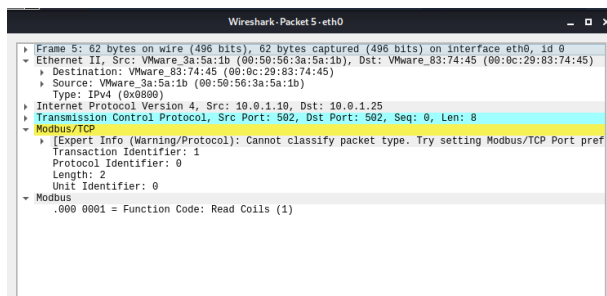 Wireshark · Packet 5 · eth0
Frame 5: 62 bytes on wire (496 bits), 62 bytes captured (496 bits) on interface eth0, id 0
Ethernet II, Src: VMware_3a:5a:1b (00:50:56:3a:5a:1b), Dst: VMware_83:74:45 (00:0c:29:83:74:45)
Destination: VMware_83:74:45 (00:0c:29:83:74:45)
Source: VMware_3a:5a:1b (00:50:56:3a:5a:1b)
Type: IPv4 (0x0800)
Internet Protocol Version 4, Src: 10.0.1.10, Dst: 10.0.1.25
Transmission Control Protocol, Src Port: 502, Dst Port: 502, Seq: 0, Len: 8
Modbus/TCP
[Expert Info (Warning/Protocol): Cannot classify packet type. Try setting Modbus/TCP Port pref
Transaction Identifier: 1
Protocol Identifier: 0
Length: 2
Unit Identifier: 0
Modbus
.000 0001 = Function Code: Read Coils (1)